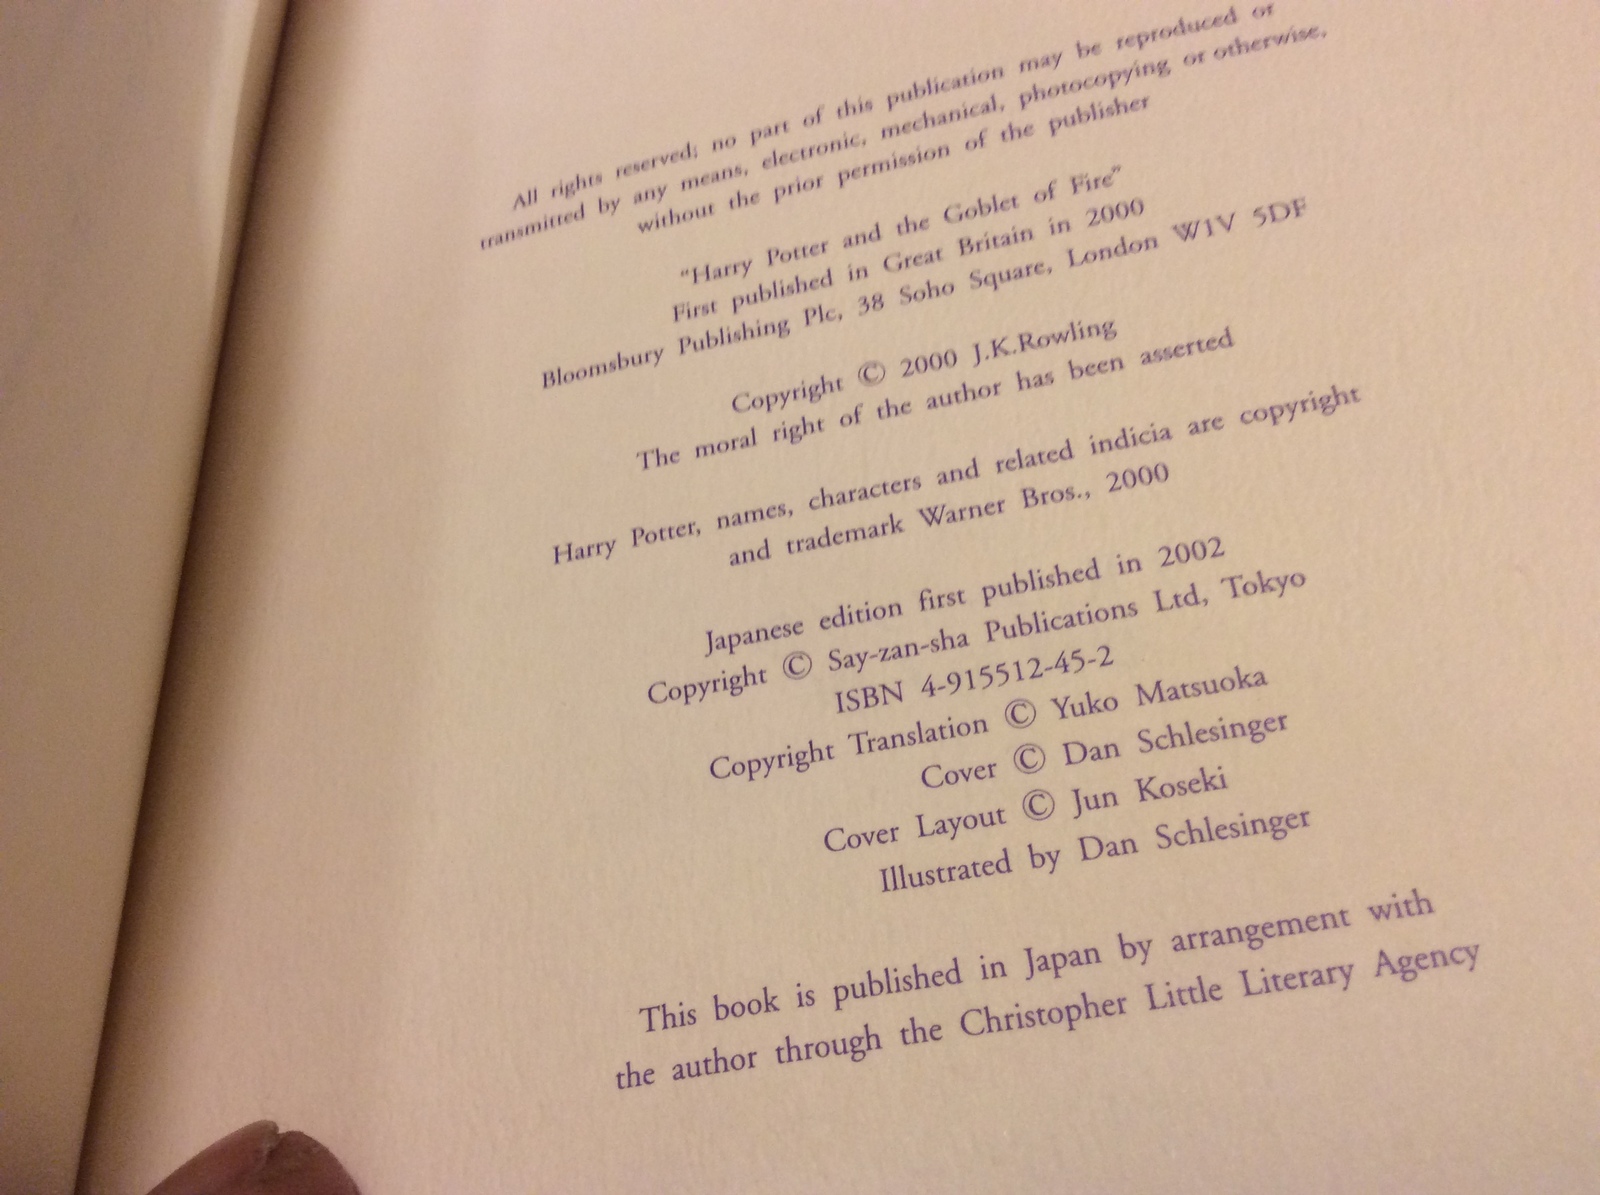 All rights reserved; no part of this publication may be reproduced or
transmitted by any means, electronic, mechanical, photocopying or otherwise,
without the prior permission of the publisher
"Harry Potter and the Goblet of Fire"
First published in Great Britain in 2000
Bloomsbury Publishing Plc, 38 Soho Square, London W1V 5DF
Copyright © 2000 J.K.Rowling
The moral right of the author has been asserted
Harry Potter, names, characters and related indicia are copyright
and trademark Warner Bros., 2000
Japanese edition first published in 2002
Copyright © Say-zan-sha Publications Ltd, Tokyo
ISBN 4-915512-45-2
Copyright Translation © Yuko Matsuoka
Cover © Dan Schlesinger
Cover Layout © Jun Koseki
Illustrated by Dan Schlesinger
This book is published in Japan by arrangement with
the author through the Christopher Little Literary Agency